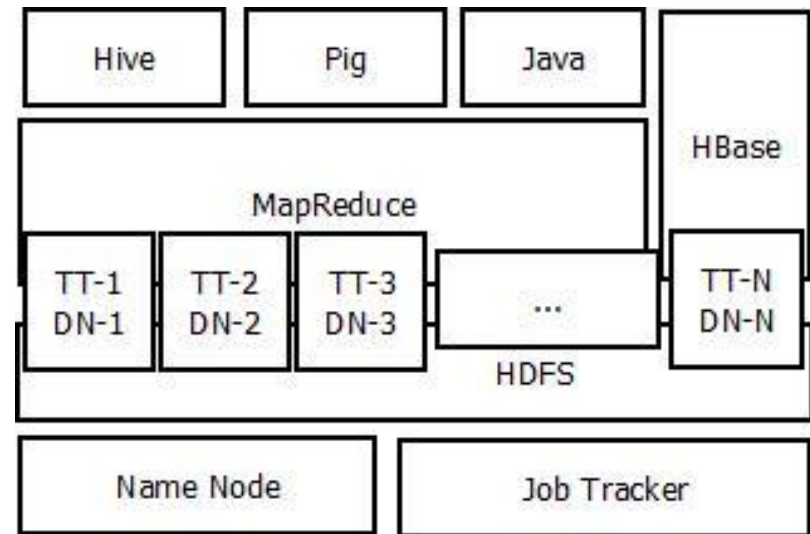 Hive
Pig
Java
HBase
MapReduce
TT-1
DN-1
TT-2
DN-2
TT-3
DN-3
...
TT-N
DN-N
HDFS
Name Node
Job Tracker